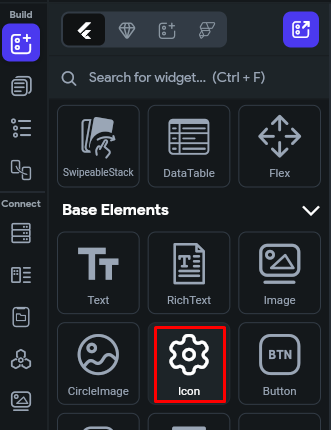 Build
Search for widget... (Ctrl + F)
SwipeableStack
DataTable
Flex
Connect
Base Elements
Text
RichText
Image
CircleImage
Icon
BTN
Button